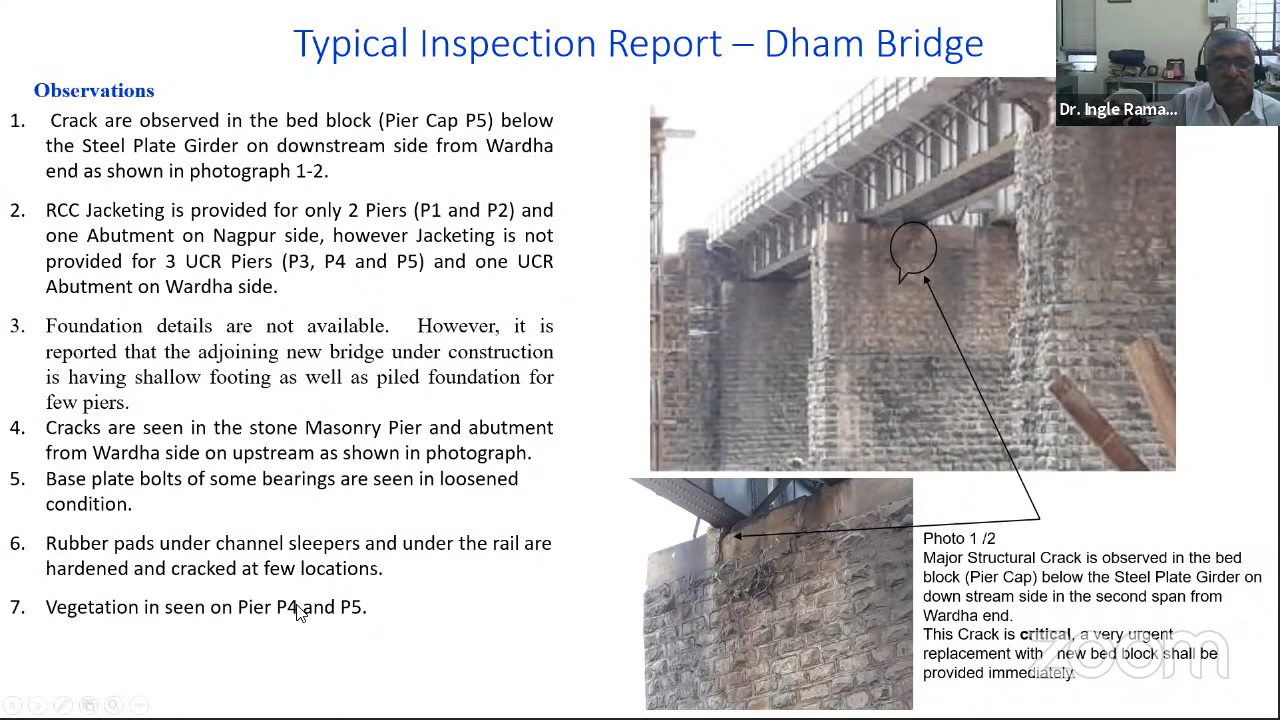 Typical Inspection Report – Dham Bridge
Dr. Ingle Rama...
Observations
1. Crack are observed in the bed block (Pier Cap P5) below
the Steel Plate Girder on downstream side from Wardha
end as shown in photograph 1-2.
2. RCC Jacketing is provided for only 2 Piers (P1 and P2) and
one Abutment on Nagpur side, however Jacketing is not
provided for 3 UCR Piers (P3, P4 and P5) and one UCR
Abutment on Wardha side.
3. Foundation details are not available. However, it is
reported that the adjoining new bridge under construction
is having shallow footing as well as piled foundation for
few piers.
4. Cracks are seen in the stone Masonry Pier and abutment
from Wardha side on upstream as shown in photograph.
5. Base plate bolts of some bearings are seen in loosened
condition.
6. Rubber pads under channel sleepers and under the rail are
hardened and cracked at few locations.
7. Vegetation in seen on Pier P4 and P5.
Photo 1 /2
Major Structural Crack is observed in the bed
block (Pier Cap) below the Steel Plate Girder on
down stream side in the second span from
Wardha end.
This Crack is critical, a very urgent
replacement with new bed block shall be
provided immediately.
zoom